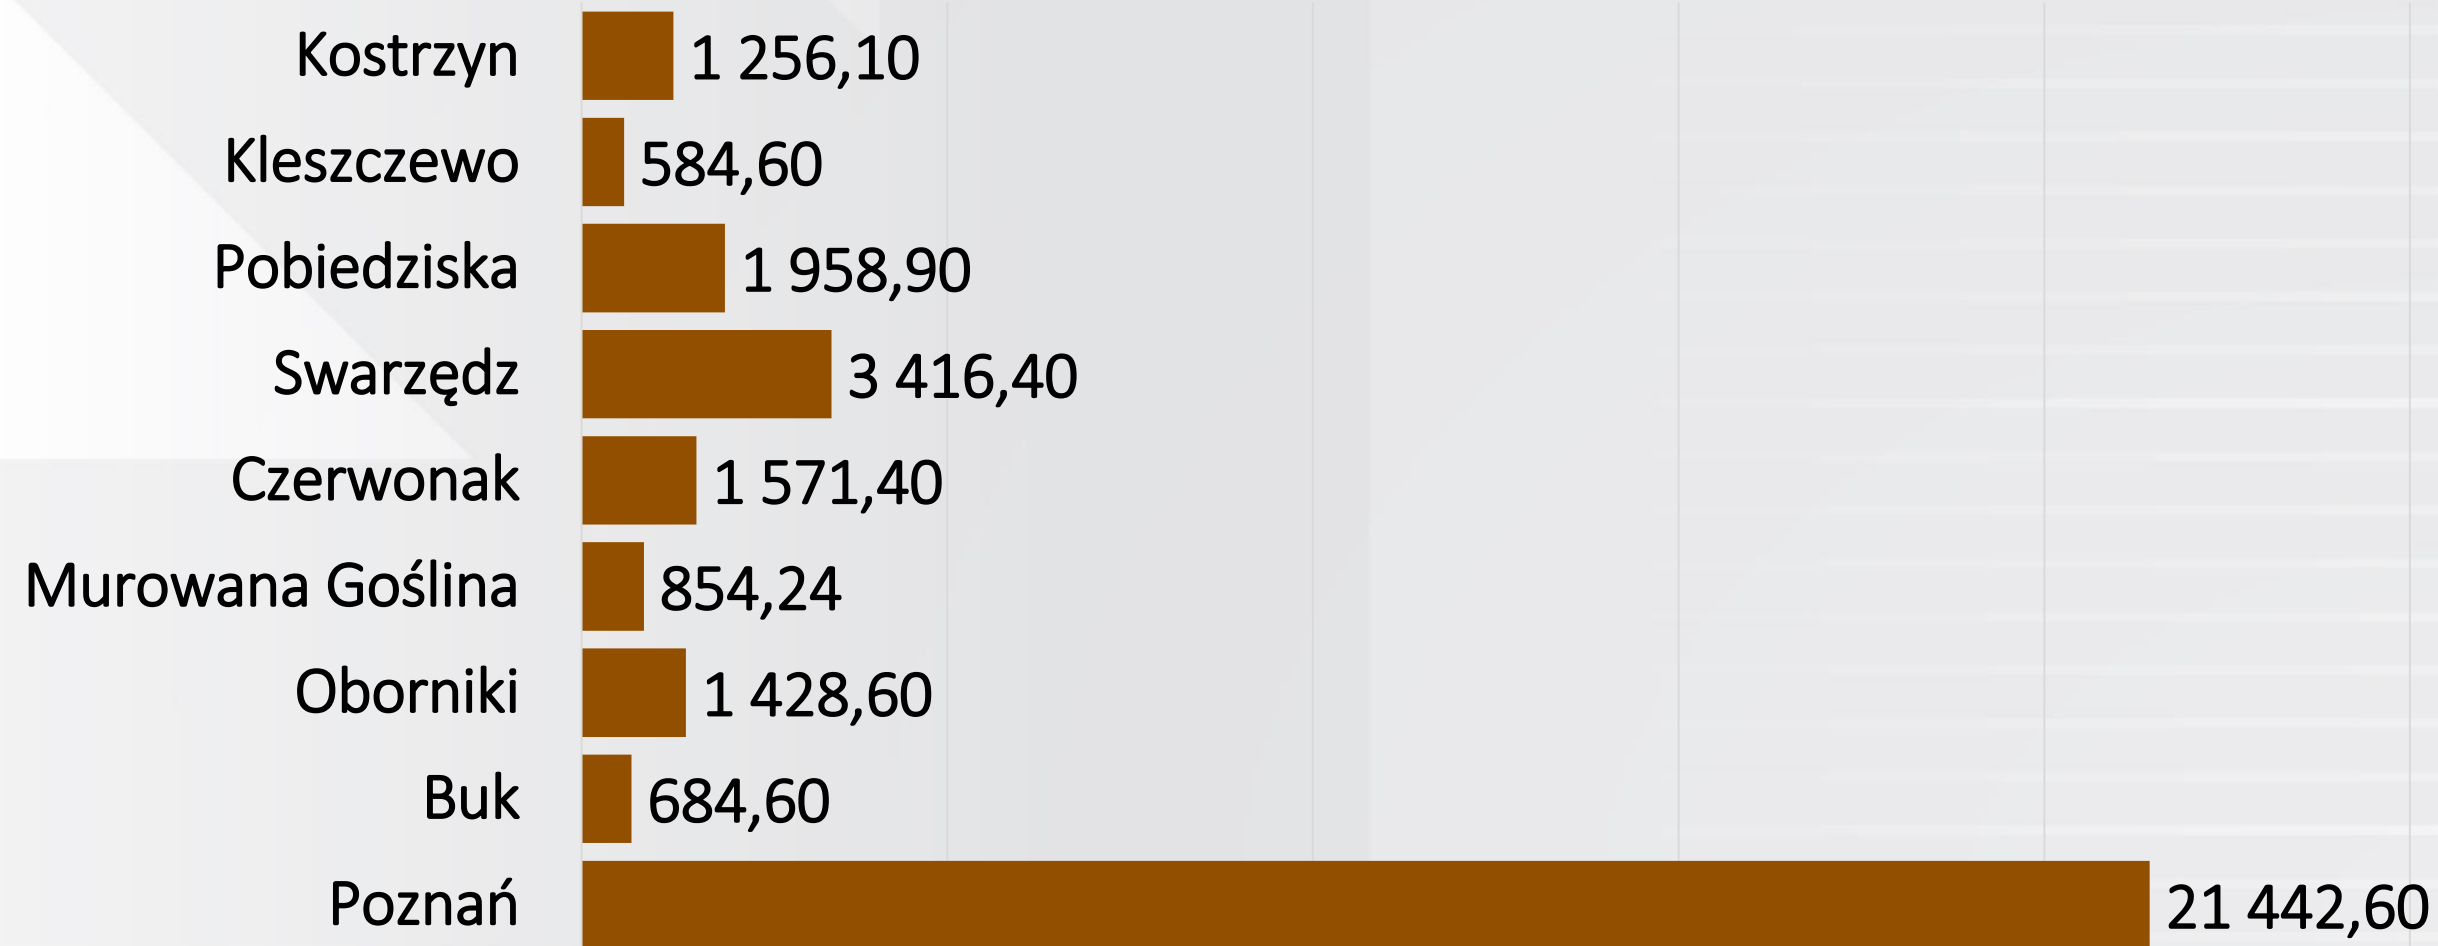 Kostrzyn 1 256,10
Kleszczewo 584,60
Pobiedziska 1 958,90
Swarzędz 3 416,40
Czerwonak 1 571,40
Murowana Goślina 854,24
Oborniki 1 428,60
Buk 684,60
Poznań 21 442,60